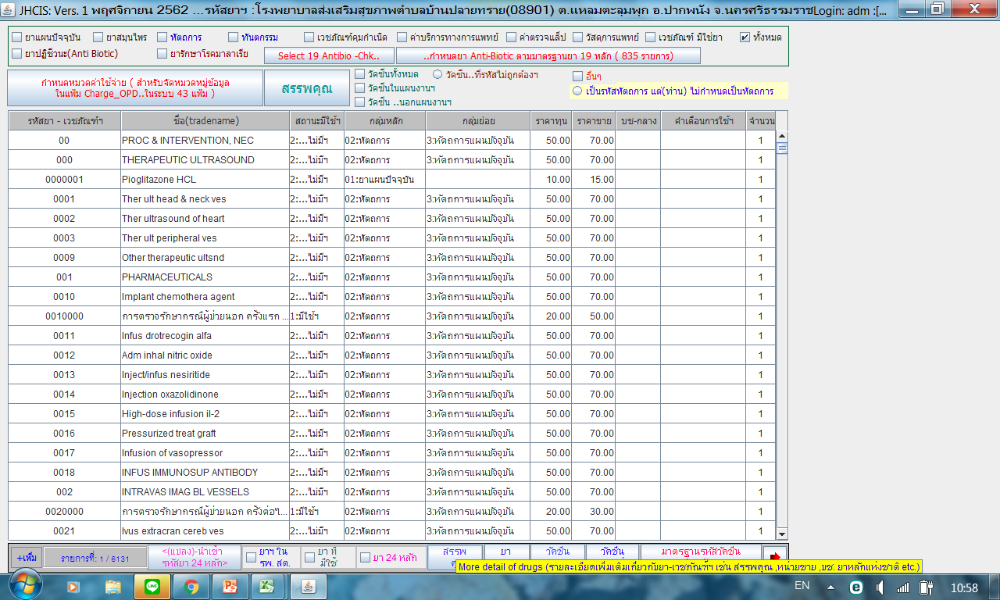 JHCIS: Vers. 1 พฤศจิกายน 2562 ...รหัสยาฯ :โรงพยาบาลส่งเสริมสุขภาพตำบลบ้านปลายทราย(08901) ต.แหลมตะลุมพุก อ.ปากพนัง จ.นครศรีธรรมราชLogin: adm :[...
ยาแผนปัจจุบัน ยาสมุนไพร หัตถการ ทันตกรรม เวชภัณฑ์คุมกำเนิด ค่าบริการทางการแพทย์ ค่าตรวจแล็ป วัสดุการแพทย์ เวชภัณฑ์ มิใช่ยา ทั้งหมด
ยาปฏิชีวนะ(Anti Biotic) ยารักษาโรคมาลาเรีย Select 19 Antibio -Chk.. ..กำหนดยา Anti-Biotic ตามมาตรฐานยา 19 หลัก ( 835 รายการ)
กำหนดหมวดค่าใช้จ่าย ( สำหรับจัดหมวดหมู่ข้อมูล
ในแฟ้ม Charge_OPD..ในระบบ 43 แฟ้ม )
สรรพคุณ
วัคซีนทั้งหมด วัคซีน..ที่รหัสไม่ถูกต้องฯ
วัคซีนในแผนงานฯ
วัคซีน ..นอกแผนงานฯ
อื่นๆ
เป็นรหัสหัตถการ แต่(ท่าน) ไม่กำหนดเป็นหัตถการ
รหัสยา - เวชภัณฑ์ฯ ชื่อ(tradename) สถานะมีใช้ฯ กลุ่มหลัก กลุ่มย่อย ราคาทุน ราคาขาย บช-กลาง คำเตือนการใช้ฯ จำนวน
00 PROC & INTERVENTION, NEC 2:...ไม่มีฯ 02:หัตถการ 3:หัตถการแผนปัจจุบัน 50.00 70.00 1
000 THERAPEUTIC ULTRASOUND 2:...ไม่มีฯ 02:หัตถการ 3:หัตถการแผนปัจจุบัน 50.00 70.00 1
0000001 Pioglitazone HCL 2:...ไม่มีฯ 01:ยาแผนปัจจุบัน 10.00 15.00 1
0001 Ther ult head & neck ves 2:...ไม่มีฯ 02:หัตถการ 3:หัตถการแผนปัจจุบัน 50.00 70.00 1
0002 Ther ultrasound of heart 2:...ไม่มีฯ 02:หัตถการ 3:หัตถการแผนปัจจุบัน 50.00 70.00 1
0003 Ther ult peripheral ves 2:...ไม่มีฯ 02:หัตถการ 3:หัตถการแผนปัจจุบัน 50.00 70.00 1
0009 Other therapeutic ultsnd 2:...ไม่มีฯ 02:หัตถการ 3:หัตถการแผนปัจจุบัน 50.00 70.00 1
001 PHARMACEUTICALS 2:...ไม่มีฯ 02:หัตถการ 3:หัตถการแผนปัจจุบัน 50.00 70.00 1
0010 Implant chemothera agent 2:...ไม่มีฯ 02:หัตถการ 3:หัตถการแผนปัจจุบัน 50.00 70.00 1
0010000 การตรวจรักษากรณีผู้ป่วยนอก ครั้งแรก ... 1:มีใช้ฯ 02:หัตถการ 3:หัตถการแผนปัจจุบัน 20.00 50.00 1
0011 Infus drotrecogin alfa 2:...ไม่มีฯ 02:หัตถการ 3:หัตถการแผนปัจจุบัน 50.00 70.00 1
0012 Adm inhal nitric oxide 2:...ไม่มีฯ 02:หัตถการ 3:หัตถการแผนปัจจุบัน 50.00 70.00 1
0013 Inject/infus nesiritide 2:...ไม่มีฯ 02:หัตถการ 3:หัตถการแผนปัจจุบัน 50.00 70.00 1
0014 Injection oxazolidinone 2:...ไม่มีฯ 02:หัตถการ 3:หัตถการแผนปัจจุบัน 50.00 70.00 1
0015 High-dose infusion il-2 2:...ไม่มีฯ 02:หัตถการ 3:หัตถการแผนปัจจุบัน 50.00 70.00 1
0016 Pressurized treat graft 2:...ไม่มีฯ 02:หัตถการ 3:หัตถการแผนปัจจุบัน 50.00 70.00 1
0017 Infusion of vasopressor 2:...ไม่มีฯ 02:หัตถการ 3:หัตถการแผนปัจจุบัน 50.00 70.00 1
0018 INFUS IMMUNOSUP ANTIBODY 2:...ไม่มีฯ 02:หัตถการ 3:หัตถการแผนปัจจุบัน 50.00 70.00 1
002 INTRAVAS IMAG BL VESSELS 2:...ไม่มีฯ 02:หัตถการ 3:หัตถการแผนปัจจุบัน 50.00 70.00 1
0020000 การตรวจรักษากรณีผู้ป่วยนอก ครั้งต่อฯ... 1:มีใช้ฯ 02:หัตถการ 3:หัตถการแผนปัจจุบัน 20.00 30.00 1
0021 Ivus extracran cereb ves 2:...ไม่มีฯ 02:หัตถการ 3:หัตถการแผนปัจจุบัน 50.00 70.00 1
+เพิ่ม รายการที่: 1 / 6131
<(แปลง)-นำเข้า
รหัสยา 24 หลัก>
ยาฯ ใน
รพ. สต.
ยา ที่
มีใช้
ยา 24 หลัก
สรรพ ยา วัคซีน วัคซีน มาตรฐานรหัสวัคซีน
More detail of drugs (รายละเอียดเพิ่มเติมเกี่ยวกับยา-เวชภัณฑ์ฯ เช่น สรรพคุณ ,หน่วยขาย ,บช. ยาหลักแห่งชาติ etc.)
EN 10:58